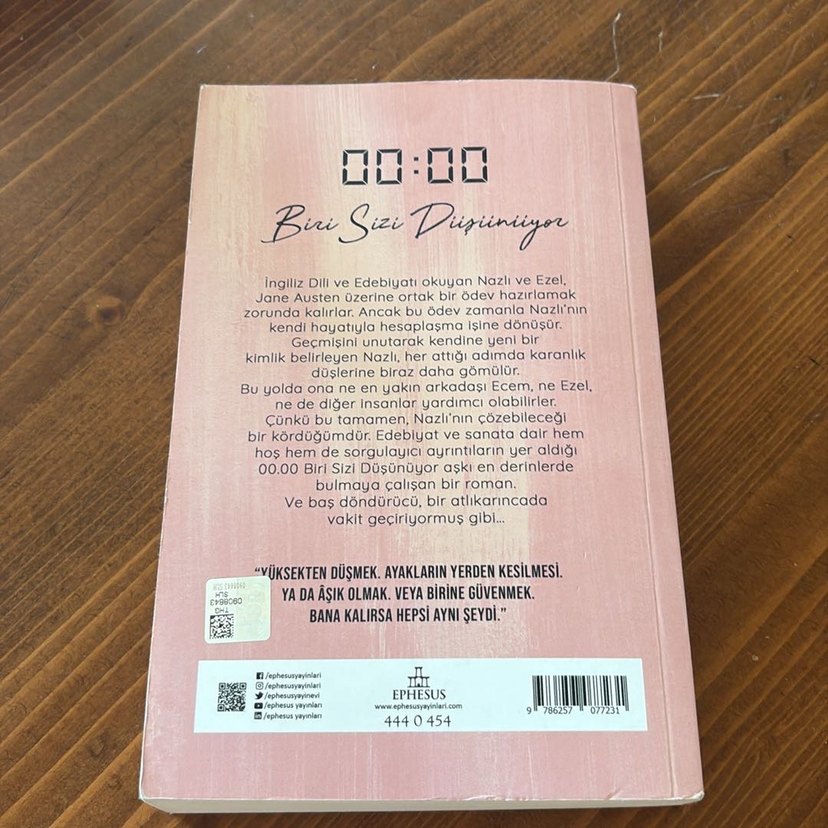 00:00
Biri Sizi Düşünüyor
İngiliz Dili ve Edebiyatı okuyan Nazlı ve Ezel,
Jane Austen üzerine ortak bir ödev hazırlamak
zorunda kalırlar. Ancak bu ödev zamanla Nazlı'nın
kendi hayatıyla hesaplaşma işine dönüşür.
Geçmişini unutarak kendine yeni bir
kimlik belirleyen Nazlı, her attığı adımda karanlık
düşlerine biraz daha gömülür.
Bu yolda ona ne en yakın arkadaşı Ecem, ne Ezel,
ne de diğer insanlar yardımcı olabilirler.
Çünkü bu tamamen, Nazlı'nın çözebileceği
bir kördüğümdür. Edebiyat ve sanata dair hem
hoş hem de sorgulayıcı ayrıntıların yer aldığı
00.00 Biri Sizi Düşünüyor aşkı en derinlerde
bulmaya çalışan bir roman.
Ve baş döndürücü, bir atlıkarıncada
vakit geçiriyormuş gibi...
"YÜKSEKTEN DÜŞMEK. AYAKLARIN YERDEN KESİLMESİ.
YA DA ÂŞIK OLMAK. VEYA BİRİNE GÜVENMEK.
BANA KALIRSA HEPSİ AYNI ŞEYDİ."
THG
0908643
SLH
/ephesusyayinlari
/ephesusyayinlari
/ephesusyayinevi
/ephesus yayınları
/ephesus yayınları
EPHESUS
www.ephesusyayinlari.com
444 0 454
9 786257 077231